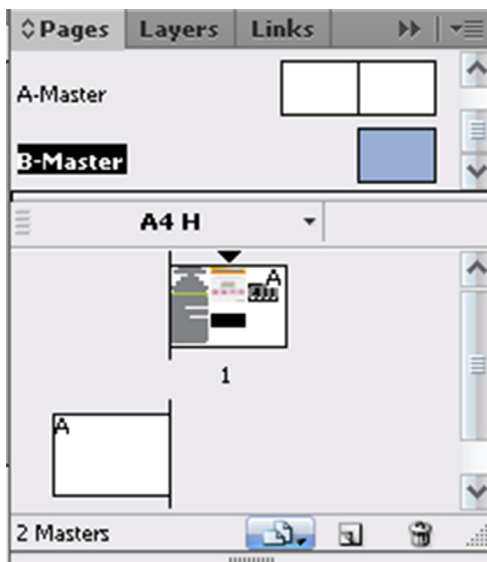 Pages Layers Links
A-Master
B-Master
A4 H
A
1
A
2 Masters